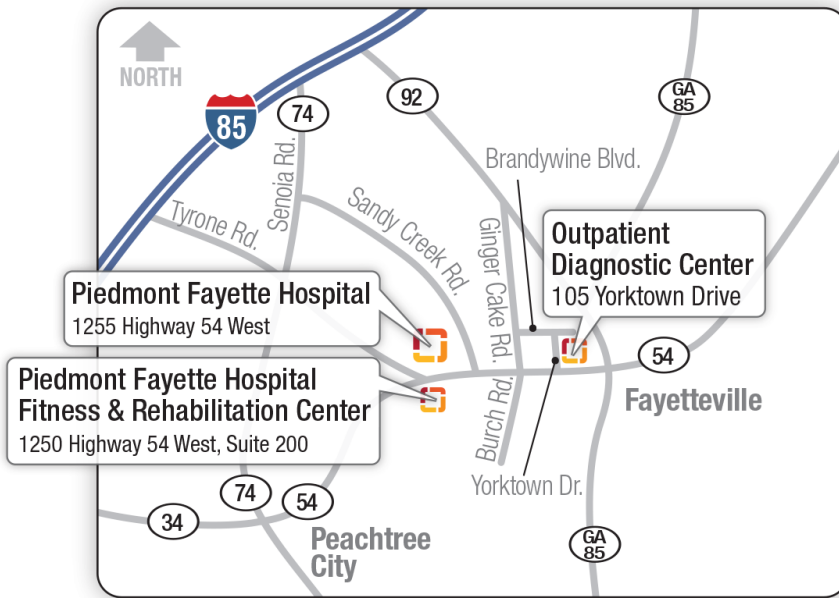 NORTH
85
74
92
GA
85
Brandywine Blvd.
Senoia Rd.
Tyrone Rd.
Sandy Creek Rd.
Ginger Cake Rd.
Outpatient
Diagnostic Center
105 Yorktown Drive
Piedmont Fayette Hospital
1255 Highway 54 West
54
Piedmont Fayette Hospital
Fitness & Rehabilitation Center
1250 Highway 54 West, Suite 200
Burch Rd.
Fayetteville
Yorktown Dr.
74
54
34
Peachtree
City
GA
85